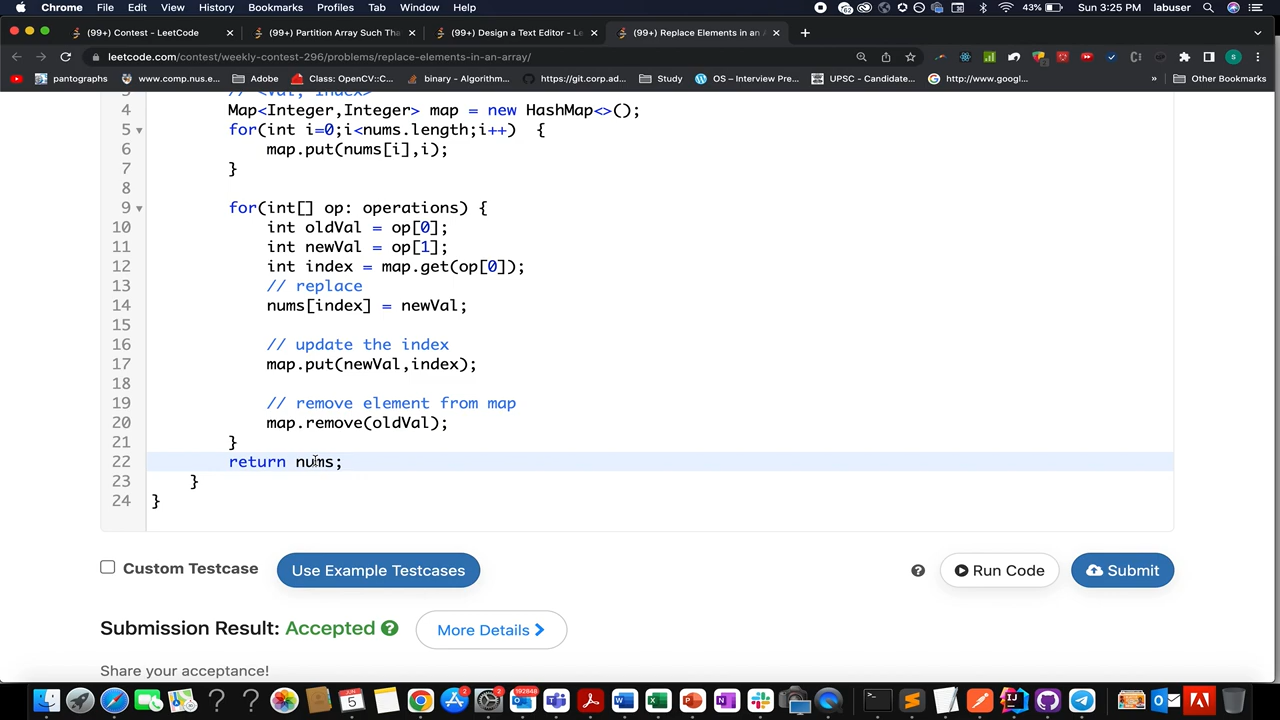 Chrome File Edit View History Bookmarks Profiles Tab Window Help 43% Sun 3:25 PM labuser
(99+) Contest - LeetCode (99+) Partition Array Such Tha (99+) Design a Text Editor - Le (99+) Replace Elements in an A
leetcode.com/contest/weekly-contest-296/problems/replace-elements-in-an-array/
pantographs www.comp.nus.e... Adobe Class: OpenCV::C... binary - Algorithm... https://git.corp.ad... Study OS – Interview Pre... UPSC - Candidate... http://www.googl... » Other Bookmarks
3 // <Val, index>
4 Map<Integer,Integer> map = new HashMap<>();
5 for(int i=0;i<nums.length;i++) {
6 map.put(nums[i],i);
7 }
8
9 for(int[] op: operations) {
10 int oldVal = op[0];
11 int newVal = op[1];
12 int index = map.get(op[0]);
13 // replace
14 nums[index] = newVal;
15
16 // update the index
17 map.put(newVal,index);
18
19 // remove element from map
20 map.remove(oldVal);
21 }
22 return nums;
23 }
24 }
Custom Testcase Use Example Testcases Run Code Submit
Submission Result: Accepted More Details
Share your acceptance!